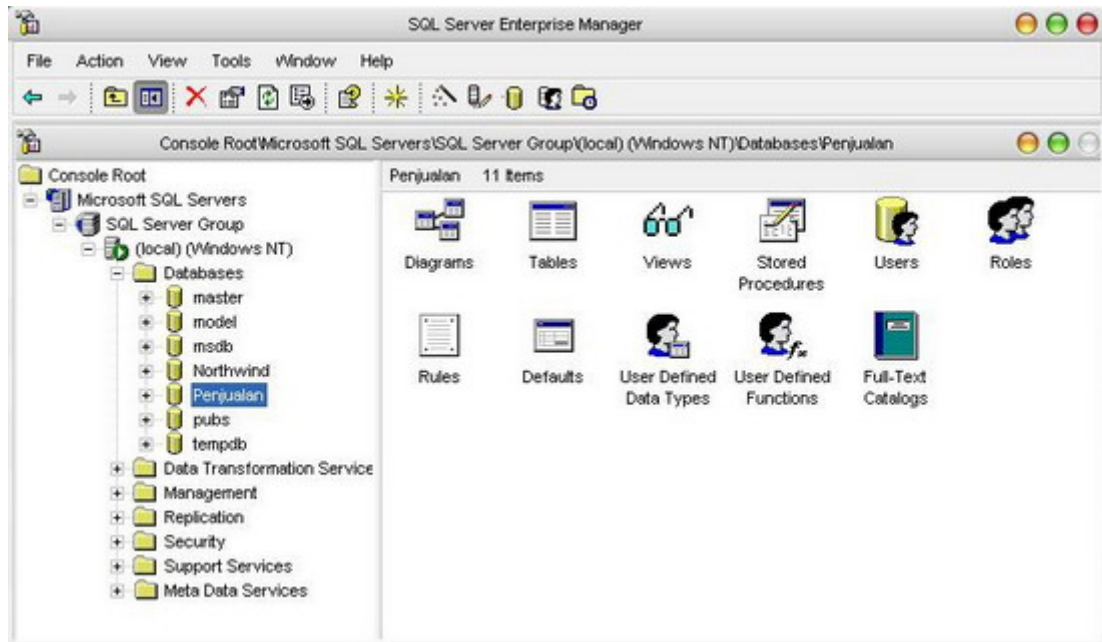 SQL Server Enterprise Manager
File Action View Tools Window Help
Console Root\Microsoft SQL Servers\SQL Server Group\(local) (Windows NT)\Databases\Penjualan
Console Root
Microsoft SQL Servers
SQL Server Group
(local) (Windows NT)
Databases
master
model
msdb
Northwind
Penjualan
pubs
tempdb
Data Transformation Service
Management
Replication
Security
Support Services
Meta Data Services
Penjualan 11 Items
Diagrams
Tables
Views
Stored
Procedures
Users
Roles
Rules
Defaults
User Defined
Data Types
User Defined
Functions
Full-Text
Catalogs